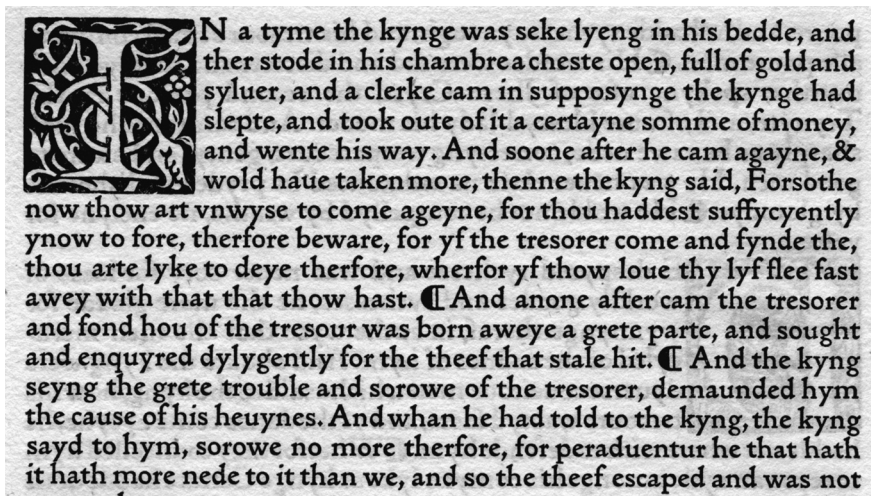 IN a tyme the kynge was seke lyeng in his bedde, and
ther stode in his chambre a cheste open, full of gold and
syluer, and a clerke cam in supposynge the kynge had
slepte, and took oute of it a certayne somme of money,
and wente his way. And soone after he cam agayne, &
wold haue taken more, thenne the kyng said, Forsothe
now thow art vnwyse to come ageyne, for thou haddest suffycyently
ynow to fore, therfore beware, for yf the tresorer come and fynde the,
thou arte lyke to deye therfore, wherfor yf thow loue thy lyf flee fast
awey with that that thow hast. ¶ And anone after cam the tresorer
and fond hou of the tresour was born aweye a grete parte, and sought
and enquyred dylygently for the theef that stale hit. ¶ And the kyng
seyng the grete trouble and sorowe of the tresorer, demaunded hym
the cause of his heuynes. And whan he had told to the kyng, the kyng
sayd to hym, sorowe no more therfore, for peraduentur he that hath
it hath more nede to it than we, and so the theef escaped and was not